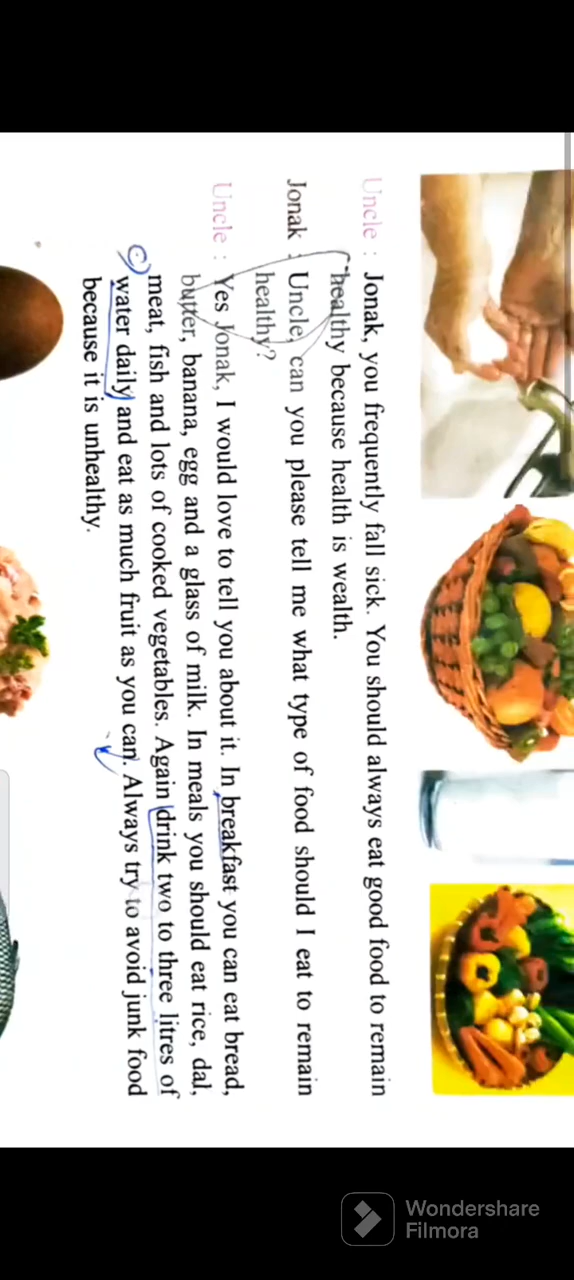 Uncle : Jonak, you frequently fall sick. You should always eat good food to remain
healthy because health is wealth.
Jonak : Uncle, can you please tell me what type of food should I eat to remain
healthy?
Uncle : Yes Jonak, I would love to tell you about it. In breakfast you can eat bread,
butter, banana, egg and a glass of milk. In meals you should eat rice, dal,
meat, fish and lots of cooked vegetables. Again drink two to three litres of
water daily and eat as much fruit as you can. Always try to avoid junk food
because it is unhealthy.
Wondershare
Filmora